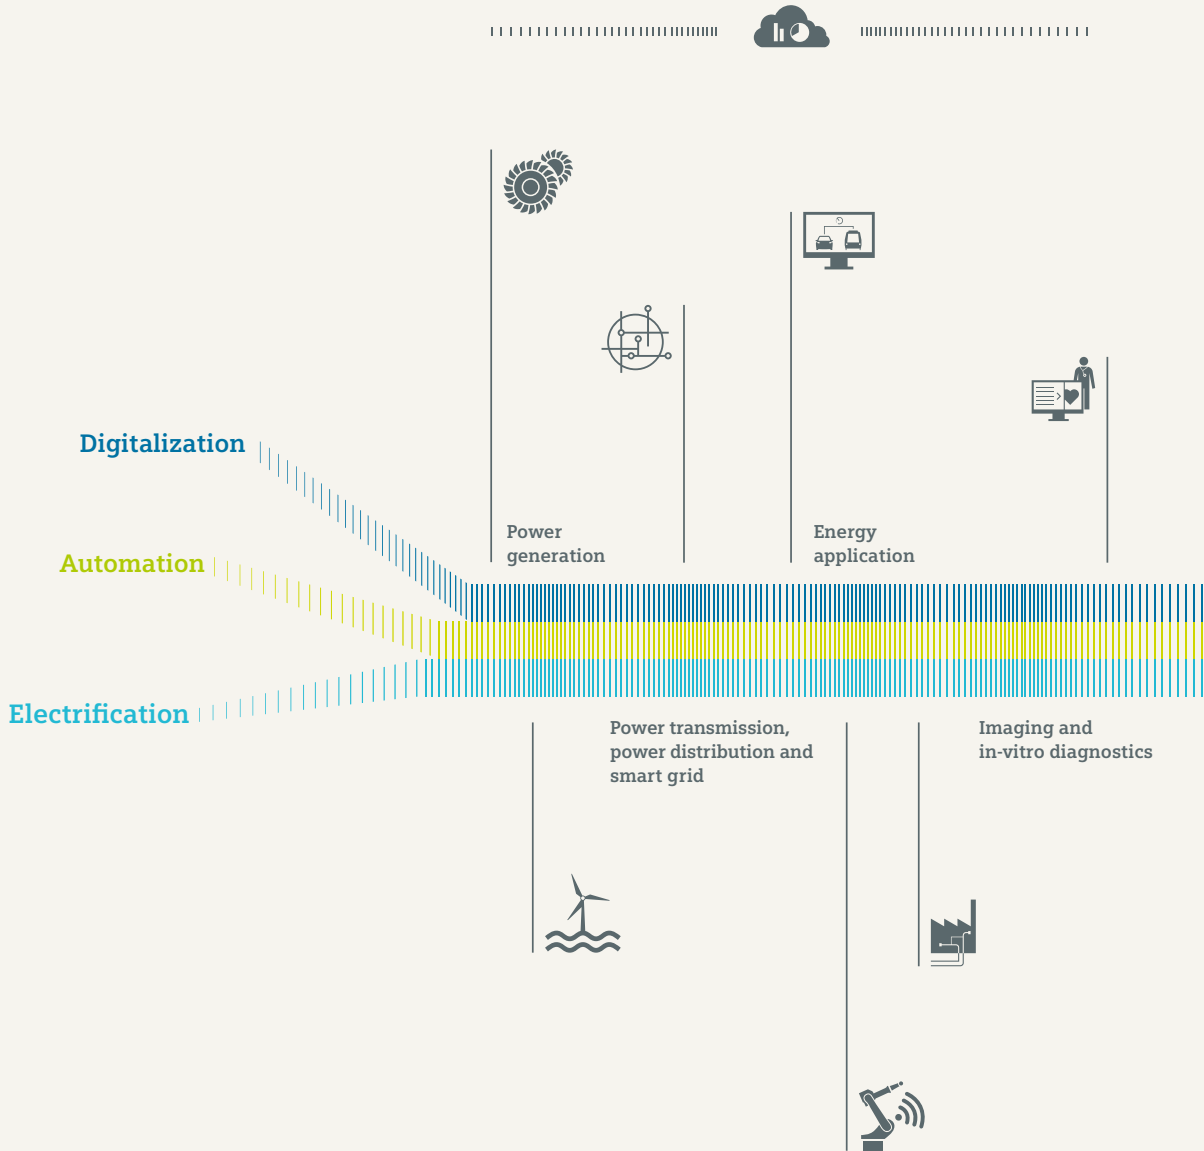 Digitalization
Power
generation
Energy
application
Automation
Electrification
Power transmission,
power distribution and
smart grid
Imaging and
in-vitro diagnostics